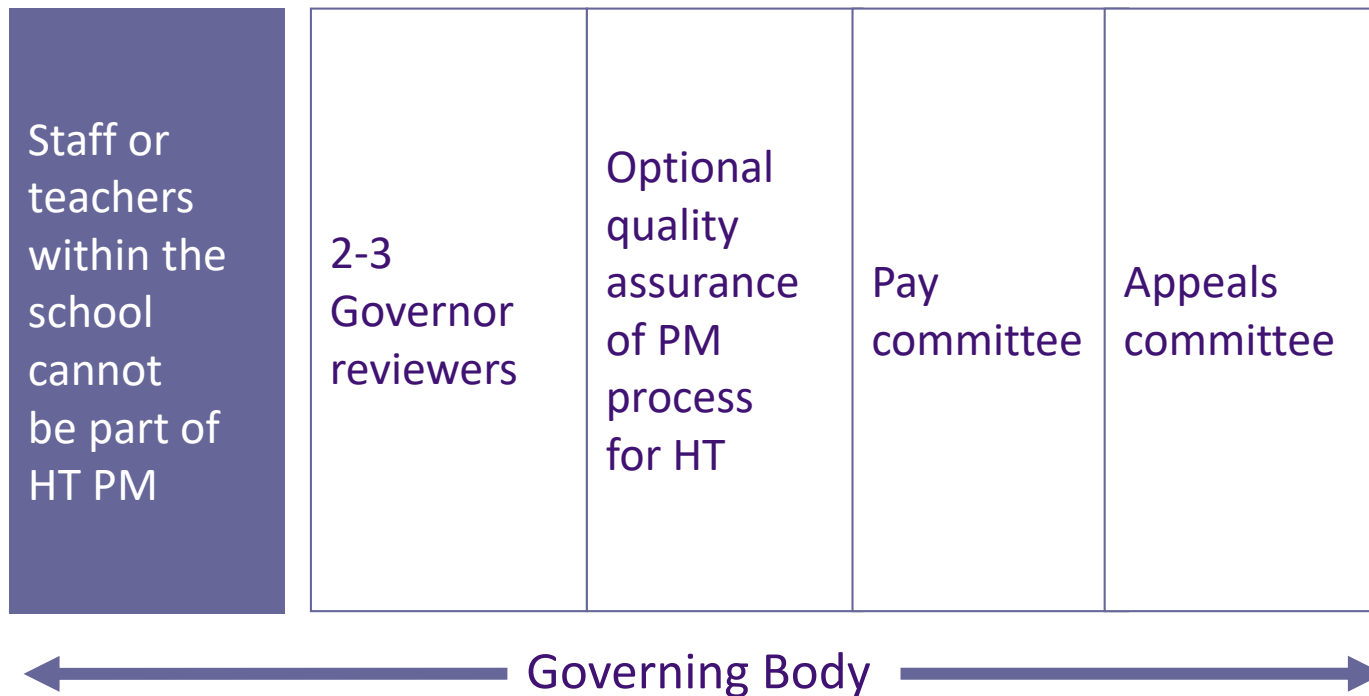 Staff or
teachers
within the
school
cannot
be part of
HT PM
2-3
Governor
reviewers
Optional
quality
assurance
of PM
process
for HT
Pay
committee
Appeals
committee
Governing Body